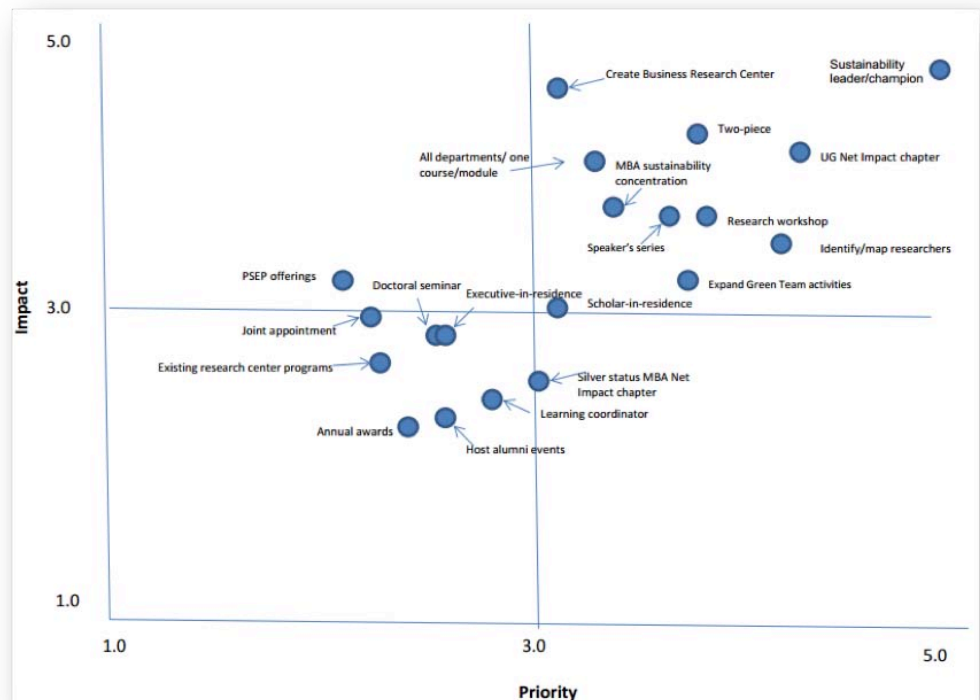 5.0
Sustainability
leader/champion
Create Business Research Center
Two-piece
UG Net Impact chapter
All departments/ one
course/module
MBA sustainability
concentration
Research workshop
Speaker's series
Identify/map researchers
PSEP offerings
Doctoral seminar
Executive-in-residence
Expand Green Team activities
Impact
3.0
Scholar-in-residence
Joint appointment
Existing research center programs
Silver status MBA Net
Impact chapter
Learning coordinator
Annual awards
Host alumni events
1.0
1.0
3.0
5.0
Priority